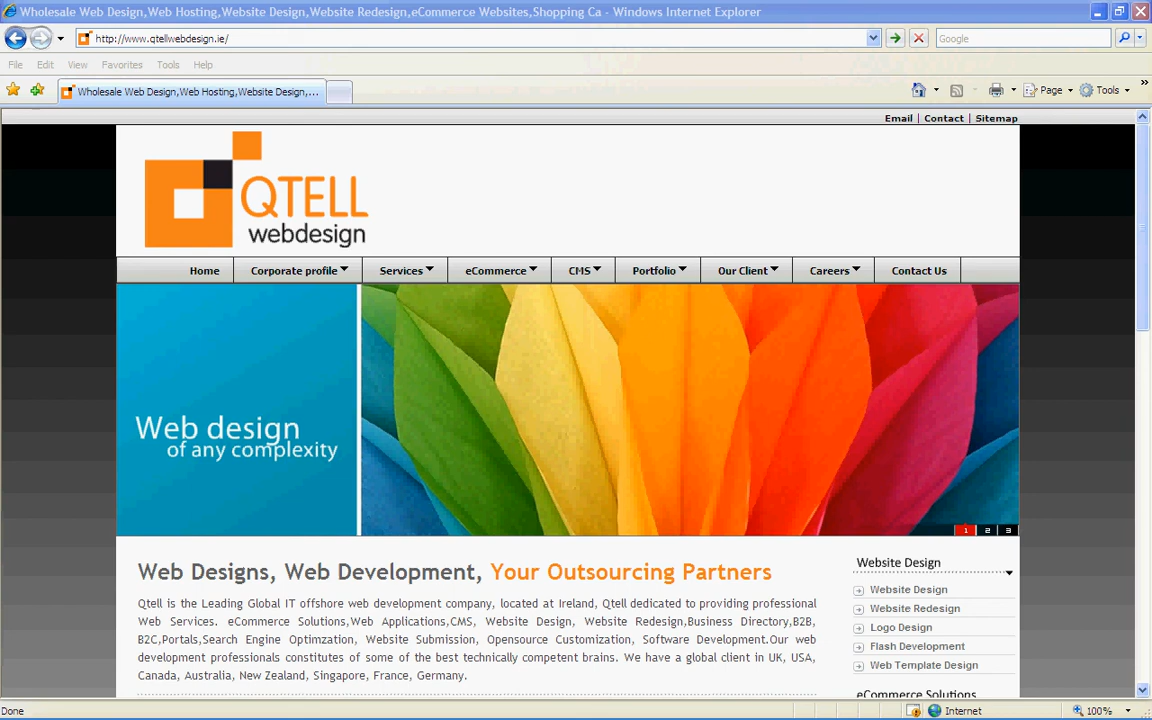 Wholesale Web Design,Web Hosting,Website Design,Website Redesign,eCommerce Websites,Shopping Ca - Windows Internet Explorer
http://www.qtellwebdesign.ie/
Google
File Edit View Favorites Tools Help
Wholesale Web Design,Web Hosting,Website Design,...
Page Tools
Email | Contact | Sitemap
QTELL
webdesign
Home Corporate profile Services eCommerce CMS Portfolio Our Client Careers Contact Us
Web design
of any complexity
1 2 3
Web Designs, Web Development, Your Outsourcing Partners
Qtell is the Leading Global IT offshore web development company, located at Ireland, Qtell dedicated to providing professional
Web Services. eCommerce Solutions,Web Applications,CMS, Website Design, Website Redesign,Business Directory,B2B,
B2C,Portals,Search Engine Optimzation, Website Submission, Opensource Customization, Software Development.Our web
development professionals constitutes of some of the best technically competent brains. We have a global client in UK, USA,
Canada, Australia, New Zealand, Singapore, France, Germany.
Website Design
Website Design
Website Redesign
Logo Design
Flash Development
Web Template Design
eCommerce Solutions
Done
Internet
100%